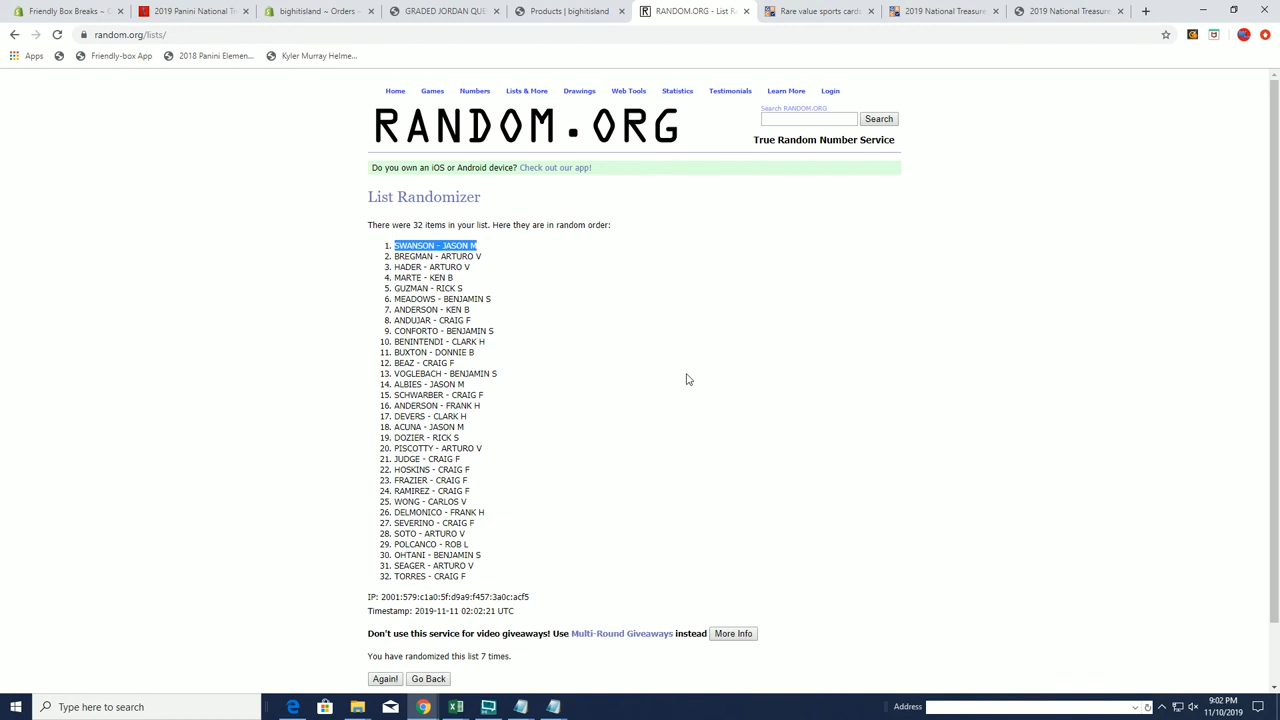 Friendly Box Breaks – C
2019 Panini National Tr
bighitisland ~ Orders ~
GRADED JORDAN QUE
Products | bighitisland
RANDOM.ORG - List Ra
Rare value sports cards
2019 National Treasures
2019 National Treasure
random.org/lists/
Apps
Friendly-box App
2018 Panini Elemen...
Kyler Murray Helme...
Home
Games
Numbers
Lists & More
Drawings
Web Tools
Statistics
Testimonials
Learn More
Login
RANDOM.ORG
Search RANDOM.ORG
Search
True Random Number Service
Do you own an iOS or Android device? Check out our app!
List Randomizer
There were 32 items in your list. Here they are in random order:
1. SWANSON - JASON M
2. BREGMAN - ARTURO V
3. HADER - ARTURO V
4. MARTE - KEN B
5. GUZMAN - RICK S
6. MEADOWS - BENJAMIN S
7. ANDERSON - KEN B
8. ANDUJAR - CRAIG F
9. CONFORTO - BENJAMIN S
10. BENINTENDI - CLARK H
11. BUXTON - DONNIE B
12. BEAZ - CRAIG F
13. VOGLEBACH - BENJAMIN S
14. ALBIES - JASON M
15. SCHWARBER - CRAIG F
16. ANDERSON - FRANK H
17. DEVERS - CLARK H
18. ACUNA - JASON M
19. DOZIER - RICK S
20. PISCOTTY - ARTURO V
21. JUDGE - CRAIG F
22. HOSKINS - CRAIG F
23. FRAZIER - CRAIG F
24. RAMIREZ - CRAIG F
25. WONG - CARLOS V
26. DELMONICO - FRANK H
27. SEVERINO - CRAIG F
28. SOTO - ARTURO V
29. POLCANCO - ROB L
30. OHTANI - BENJAMIN S
31. SEAGER - ARTURO V
32. TORRES - CRAIG F
IP: 2001:579:c1a0:5f:d9a9:f457:3a0c:acf5
Timestamp: 2019-11-11 02:02:21 UTC
Don't use this service for video giveaways! Use Multi-Round Giveaways instead
More Info
You have randomized this list 7 times.
Again!
Go Back
Type here to search
Address
9:02 PM
11/10/2019